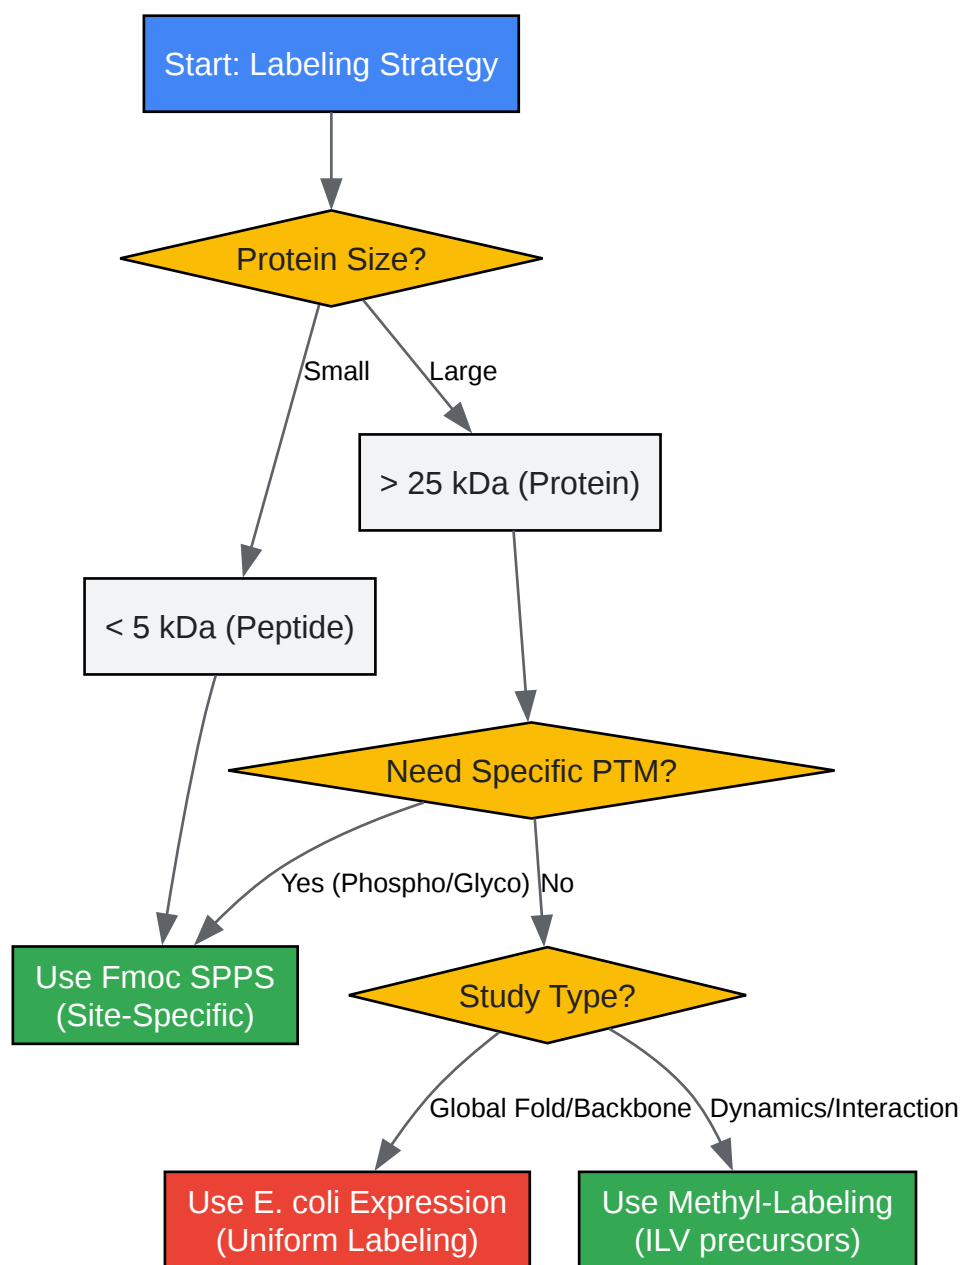 Start: Labeling Strategy
Protein Size?
Small
Large
> 25 kDa (Protein)
< 5 kDa (Peptide)
Need Specific PTM?
Yes (Phospho/Glyco)
No
Use Fmoc SPPS
(Site-Specific)
Study Type?
Global Fold/Backbone
Dynamics/Interaction
Use E. coli Expression
(Uniform Labeling)
Use Methyl-Labeling
(ILV precursors)